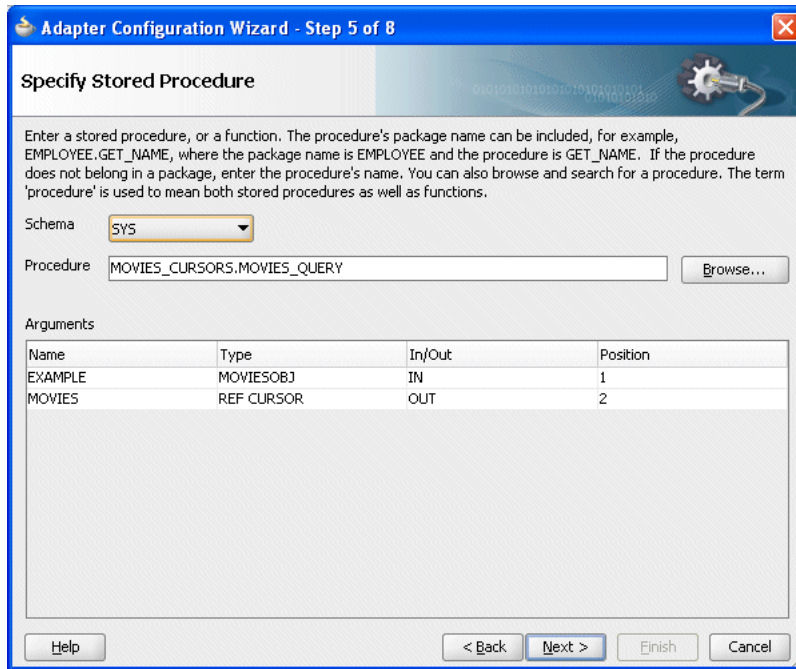 Adapter Configuration Wizard - Step 5 of 8
Specify Stored Procedure
Enter a stored procedure, or a function. The procedure's package name can be included, for example,
EMPLOYEE.GET_NAME, where the package name is EMPLOYEE and the procedure is GET_NAME. If the procedure
does not belong in a package, enter the procedure's name. You can also browse and search for a procedure. The term
'procedure' is used to mean both stored procedures as well as functions.
Schema SYS
Procedure MOVIES_CURSORS.MOVIES_QUERY Browse...
Arguments
Name Type In/Out Position
EXAMPLE MOVIESOBJ IN 1
MOVIES REF CURSOR OUT 2
Help < Back Next > Finish Cancel